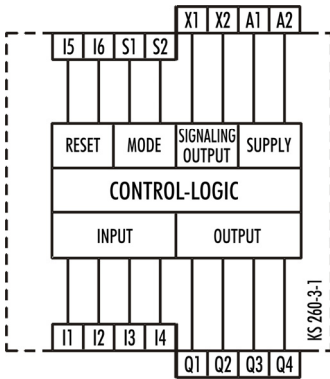 X1 X2 A1 A2
I5 I6 S1 S2
RESET MODE SIGNALING OUTPUT SUPPLY
CONTROL-LOGIC
INPUT OUTPUT
KS 260-3-1
I1 I2 I3 I4
Q1 Q2 Q3 Q4